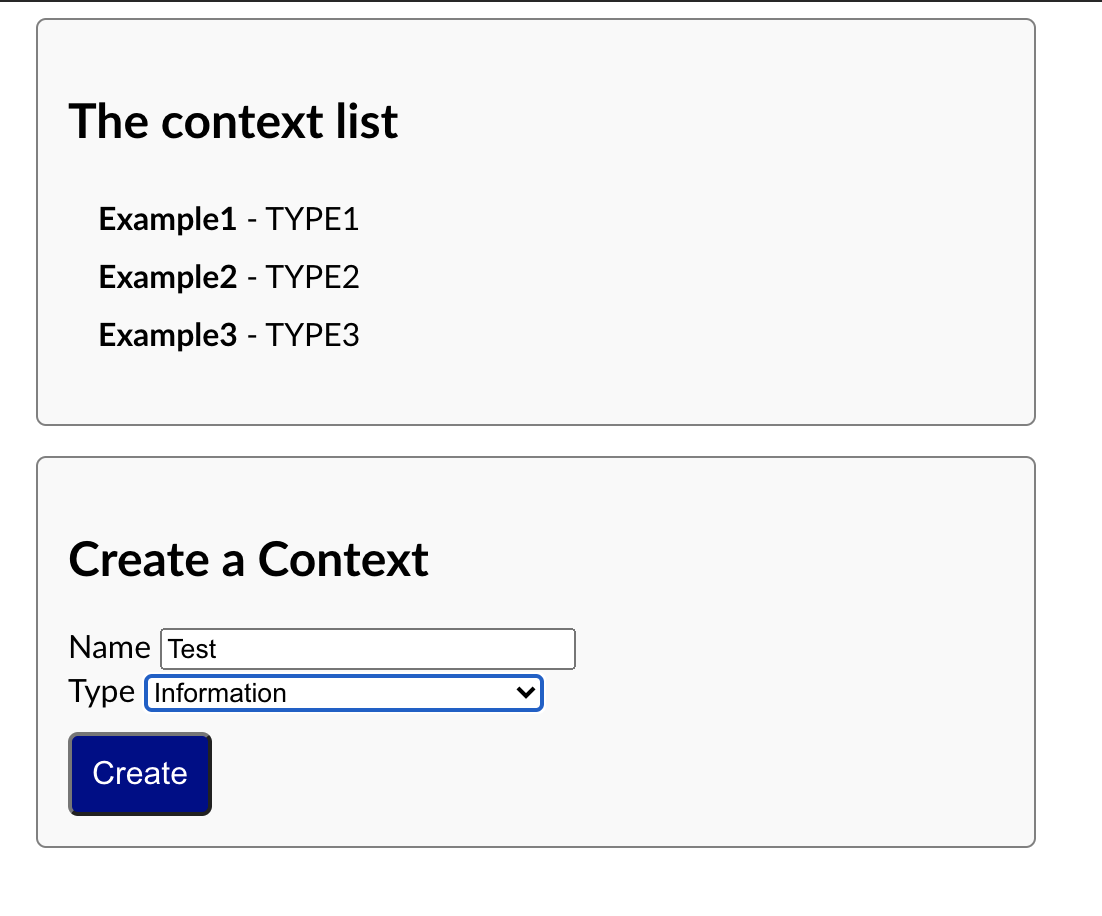 The context list
Example1 - TYPE1
Example2 - TYPE2
Example3 - TYPE3
Create a Context
Name Test
Type Information
Create